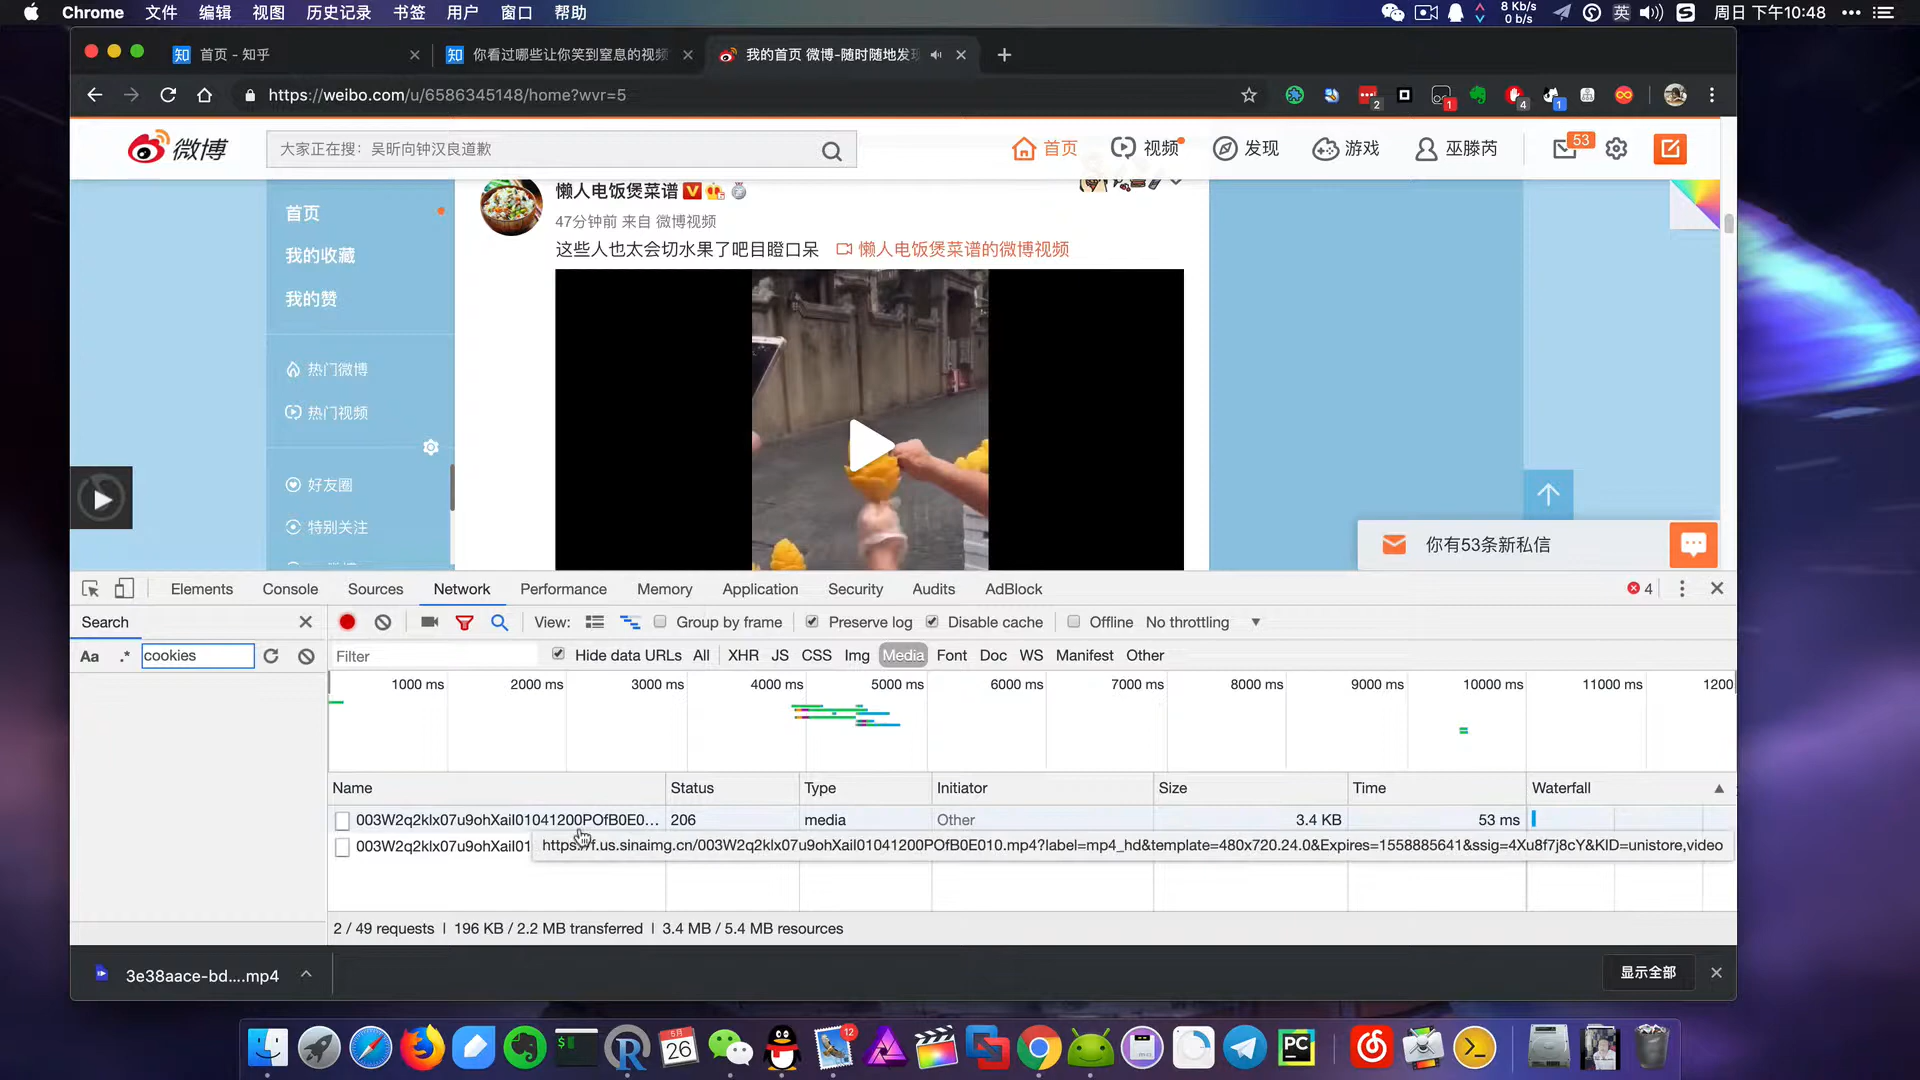 Chrome 文件 编辑 视图 历史记录 书签 用户 窗口 帮助 8 Kb/s 0 b/s 英 周日 下午10:48
首页 - 知乎 你看过哪些让你笑到窒息的视频 我的首页 微博-随时随地发现
https://weibo.com/u/6586345148/home?wvr=5 2 1 4 1
微博 大家正在搜：吴昕向钟汉良道歉 首页 视频 发现 游戏 巫滕芮 53
首页
我的收藏
我的赞
热门微博
热门视频
好友圈
特别关注
懒人电饭煲菜谱
47分钟前 来自 微博视频
这些人也太会切水果了吧目瞪口呆 懒人电饭煲菜谱的微博视频
你有53条新私信
Elements Console Sources Network Performance Memory Application Security Audits AdBlock 4
Search View: Group by frame Preserve log Disable cache Offline No throttling
Aa .* cookies Filter Hide data URLs All XHR JS CSS Img Media Font Doc WS Manifest Other
1000 ms 2000 ms 3000 ms 4000 ms 5000 ms 6000 ms 7000 ms 8000 ms 9000 ms 10000 ms 11000 ms 1200
Name Status Type Initiator Size Time Waterfall
003W2q2klx07u9ohXail01041200POfB0E0... 206 media Other 3.4 KB 53 ms
003W2q2klx07u9ohXail01
https://f.us.sinaimg.cn/003W2q2klx07u9ohXail01041200POfB0E010.mp4?label=mp4_hd&template=480x720.24.0&Expires=1558885641&ssig=4Xu8f7j8cY&KID=unistore,video
2 / 49 requests | 196 KB / 2.2 MB transferred | 3.4 MB / 5.4 MB resources
3e38aace-bd....mp4 显示全部
$ R 5月 26 12 PC